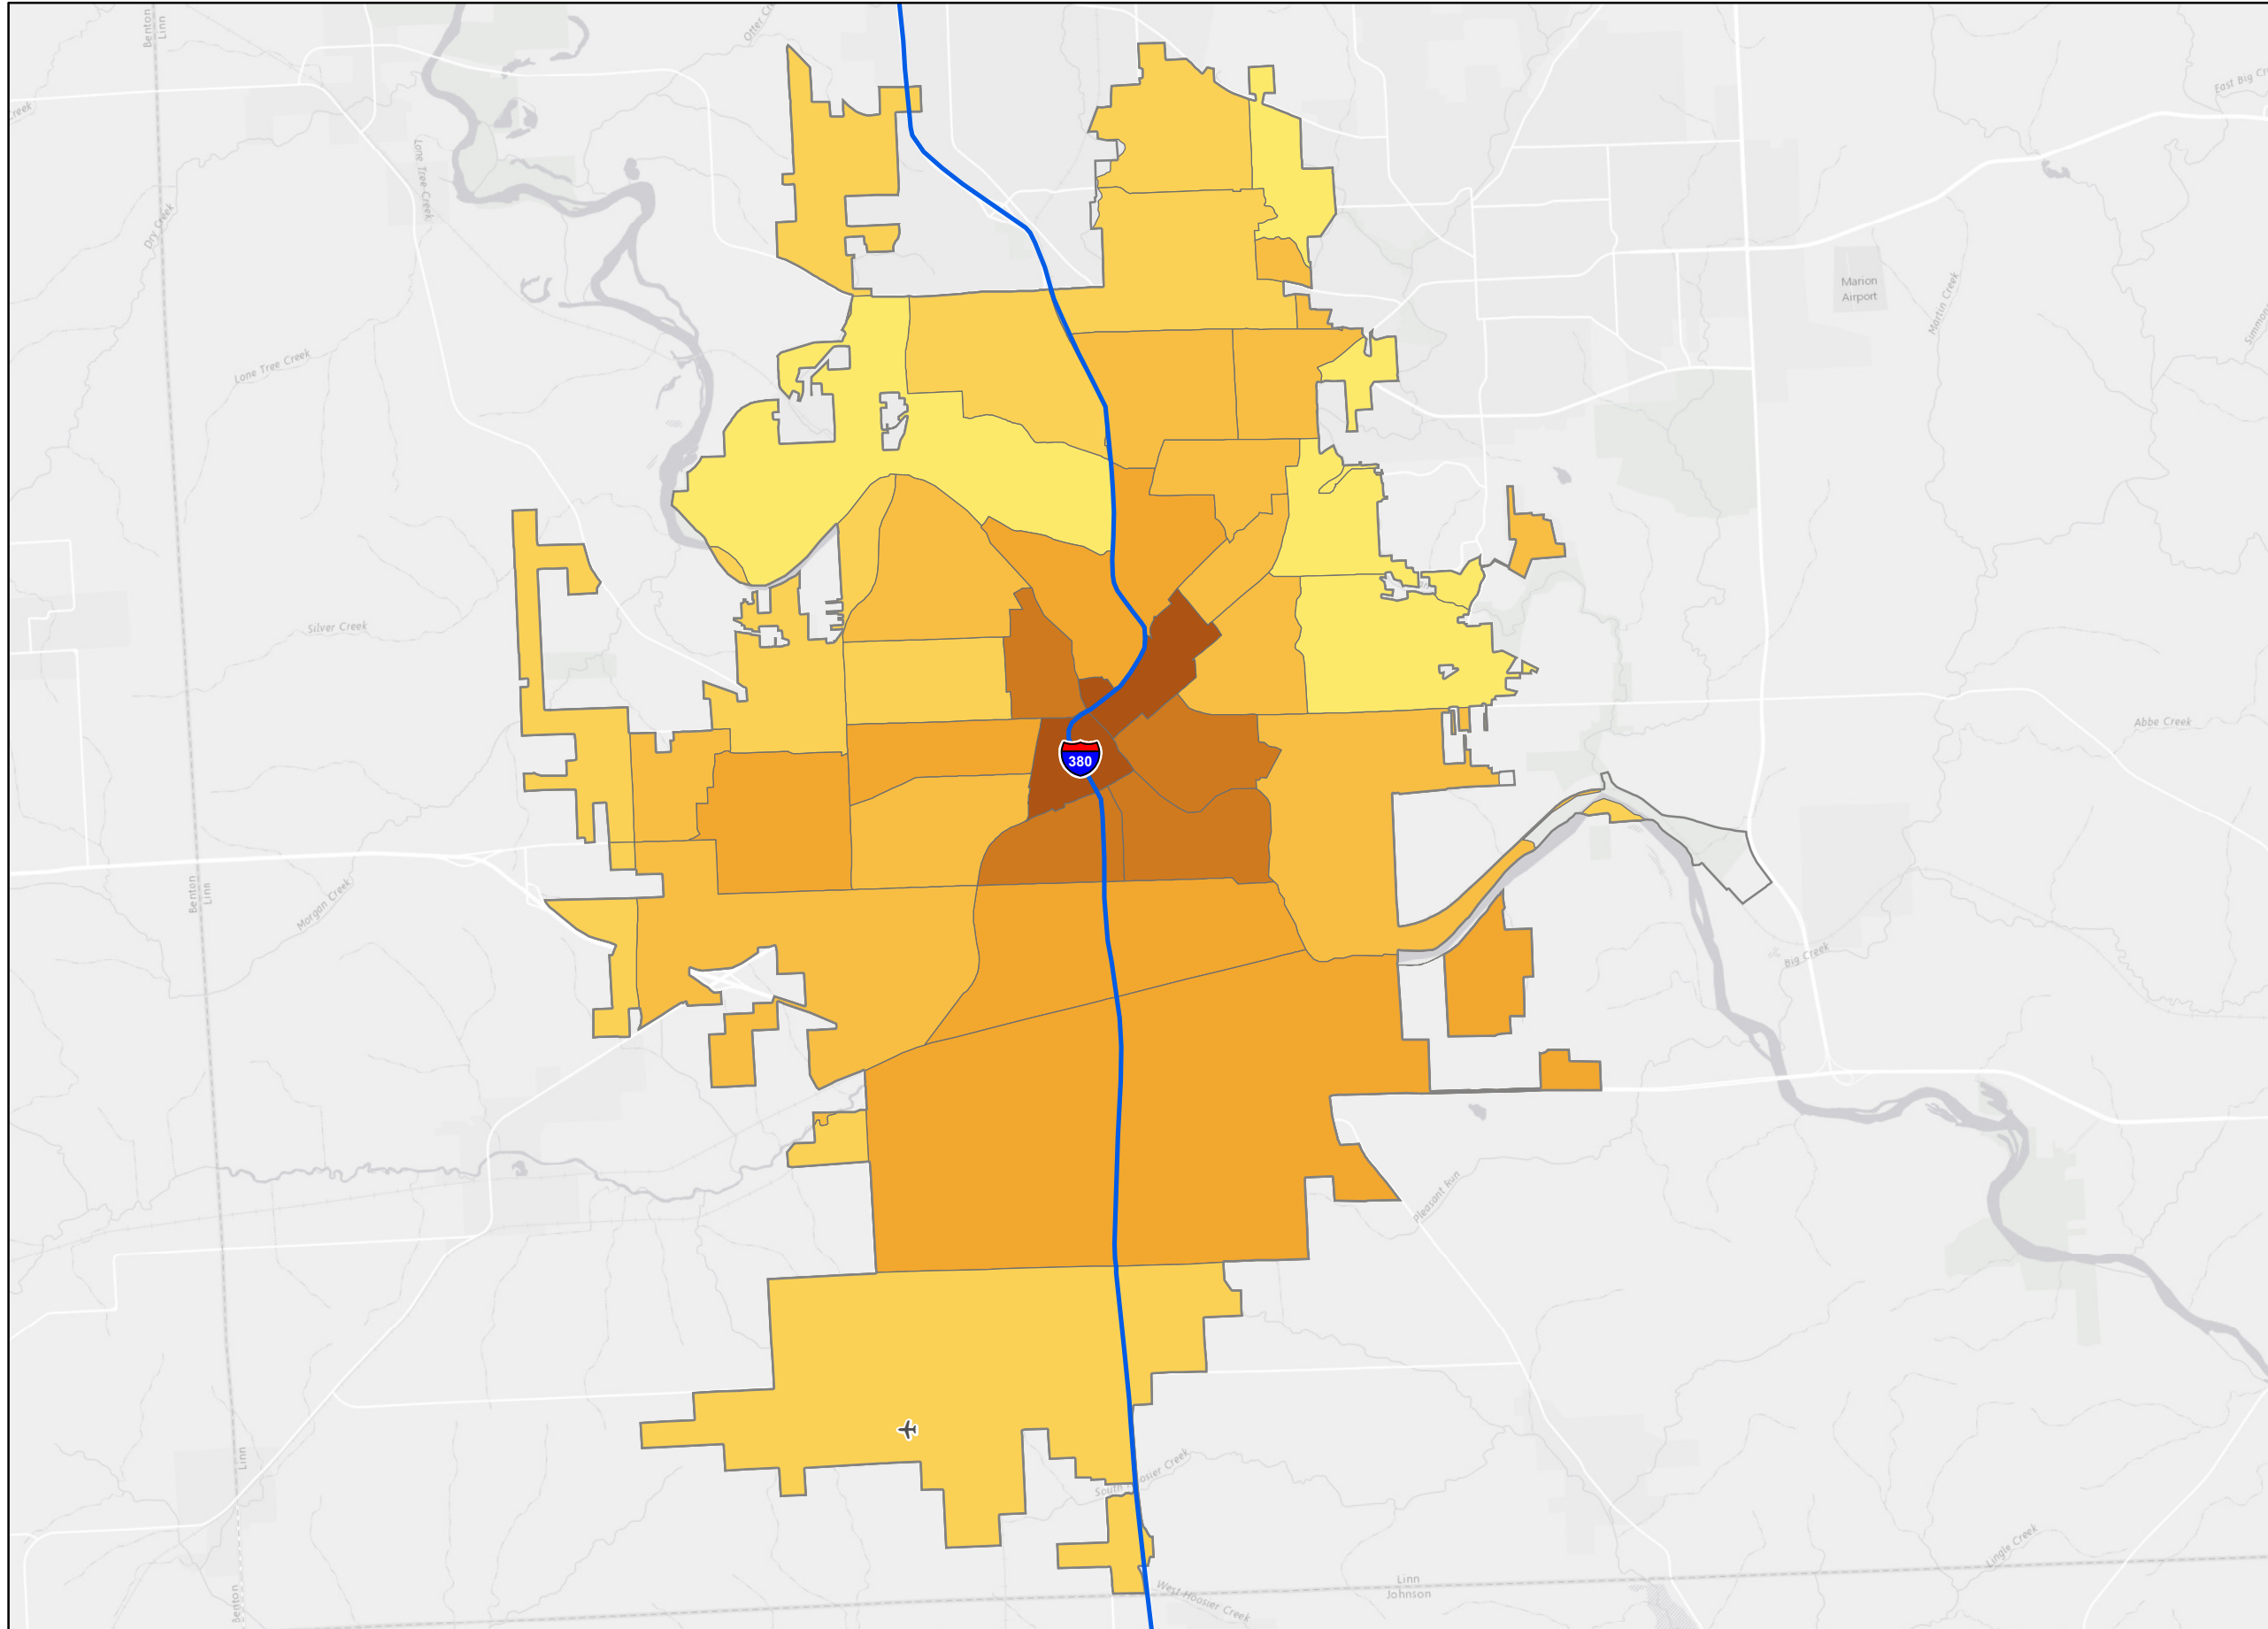 Benton
Linn
Otter Cr
East Big Cr
Creek
Lone Tree Creek
Dry Creek
Marion
Airport
Martin Creek
Simmon
Lone Tree Creek
Silver Creek
Abbe Creek
380
Benton
Linn
Morgan Creek
Big Creek
Pleasant Run
Linn
South Hoosier Creek
Lingle Creek
Benton
West Hoosier Creek
Linn
Johnson